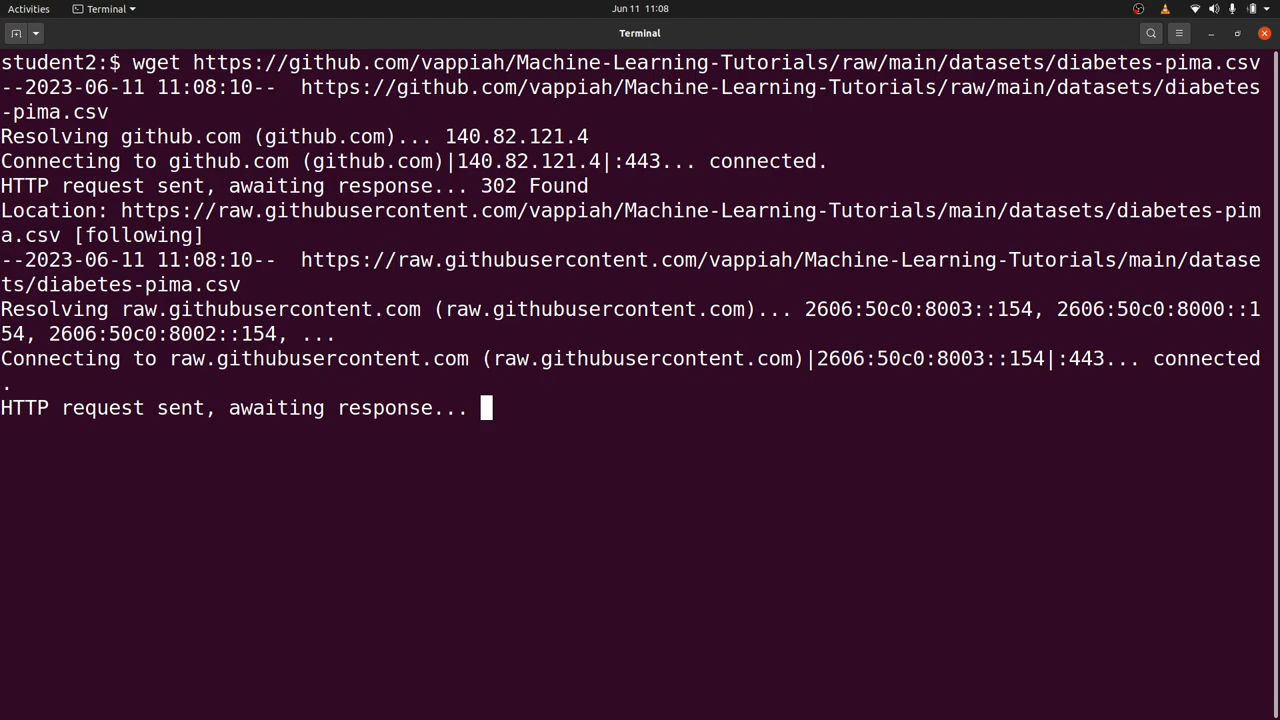 Activities
Terminal
Jun 11 11:08
Terminal
student2:$ wget https://github.com/vappiah/Machine-Learning-Tutorials/raw/main/datasets/diabetes-pima.csv
--2023-06-11 11:08:10--  https://github.com/vappiah/Machine-Learning-Tutorials/raw/main/datasets/diabetes
-pima.csv
Resolving github.com (github.com)... 140.82.121.4
Connecting to github.com (github.com)|140.82.121.4|:443... connected.
HTTP request sent, awaiting response... 302 Found
Location: https://raw.githubusercontent.com/vappiah/Machine-Learning-Tutorials/main/datasets/diabetes-pim
a.csv [following]
--2023-06-11 11:08:10--  https://raw.githubusercontent.com/vappiah/Machine-Learning-Tutorials/main/datase
ts/diabetes-pima.csv
Resolving raw.githubusercontent.com (raw.githubusercontent.com)... 2606:50c0:8003::154, 2606:50c0:8000::1
54, 2606:50c0:8002::154, ...
Connecting to raw.githubusercontent.com (raw.githubusercontent.com)|2606:50c0:8003::154|:443... connected
.
HTTP request sent, awaiting response...